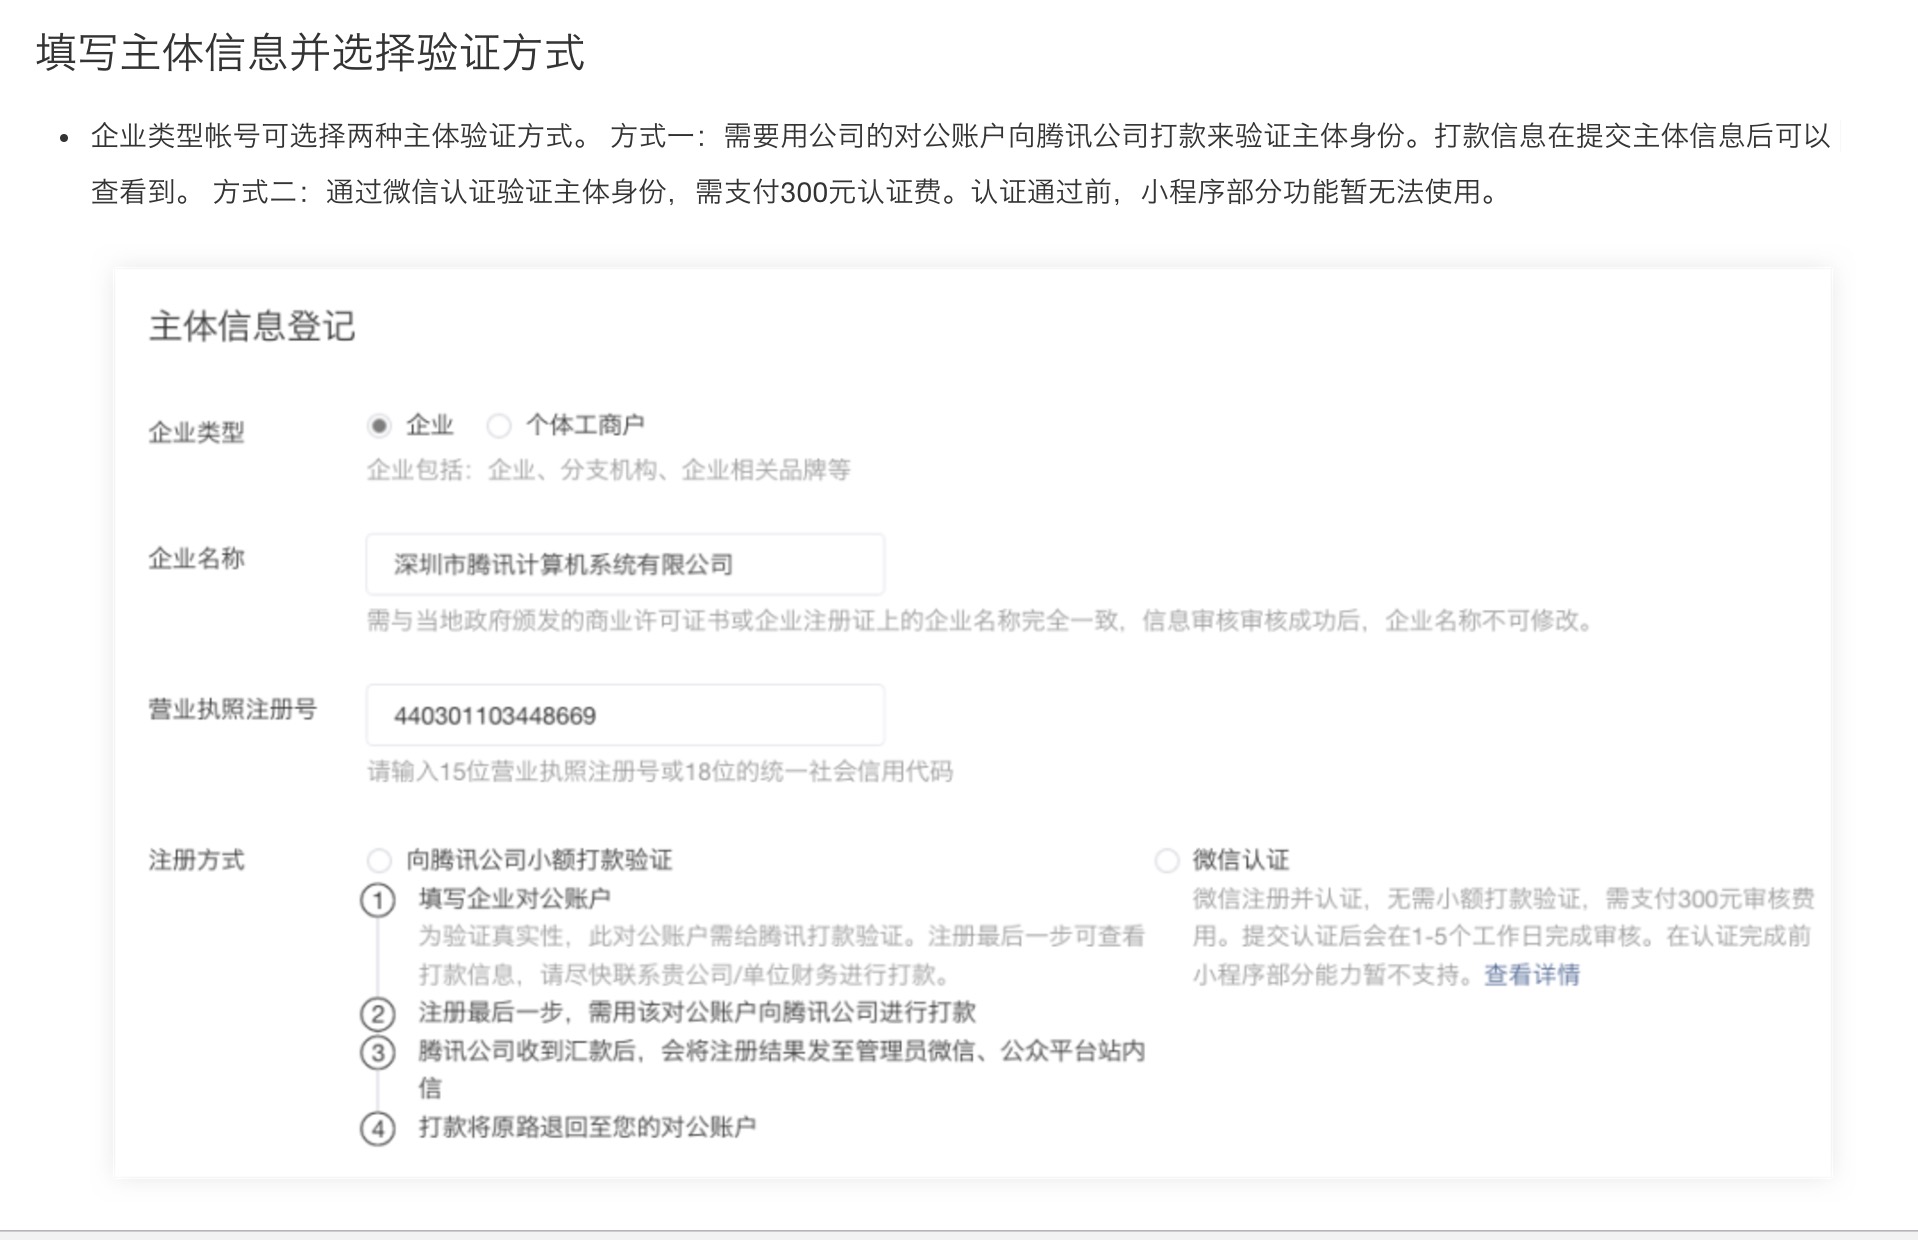 填写主体信息并选择验证方式
企业类型帐号可选择两种主体验证方式。 方式一：需要用公司的对公账户向腾讯公司打款来验证主体身份。打款信息在提交主体信息后可以
查看到。 方式二：通过微信认证验证主体身份，需支付300元认证费。认证通过前，小程序部分功能暂无法使用。
主体信息登记
企业类型
企业 个体工商户
企业包括：企业、分支机构、企业相关品牌等
企业名称
深圳市腾讯计算机系统有限公司
需与当地政府颁发的商业许可证书或企业注册证上的企业名称完全一致，信息审核审核成功后，企业名称不可修改。
营业执照注册号
440301103448669
请输入15位营业执照注册号或18位的统一社会信用代码
注册方式
向腾讯公司小额打款验证
1 填写企业对公账户
为验证真实性，此对公账户需给腾讯打款验证。注册最后一步可查看
打款信息，请尽快联系贵公司/单位财务进行打款。
2 注册最后一步，需用该对公账户向腾讯公司进行打款
3 腾讯公司收到汇款后，会将注册结果发至管理员微信、公众平台站内
信
4 打款将原路退回至您的对公账户
微信认证
微信注册并认证，无需小额打款验证，需支付300元审核费
用。提交认证后会在1-5个工作日完成审核。在认证完成前
小程序部分能力暂不支持。查看详情